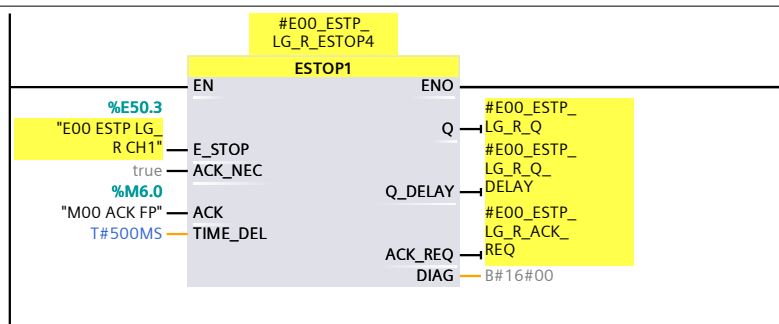 #E00_ESTP_
LG_R_ESTOP4
ESTOP1
EN
ENO
%E50.3
"E00 ESTP LG_
R CH1"
E_STOP
true
ACK_NEC
%M6.0
"M00 ACK FP"
ACK
T#500MS
TIME_DEL
#E00_ESTP_
Q
LG_R_Q
#E00_ESTP_
LG_R_Q_
Q_DELAY
DELAY
#E00_ESTP_
LG_R_ACK_
ACK_REQ
REQ
DIAG
B#16#00